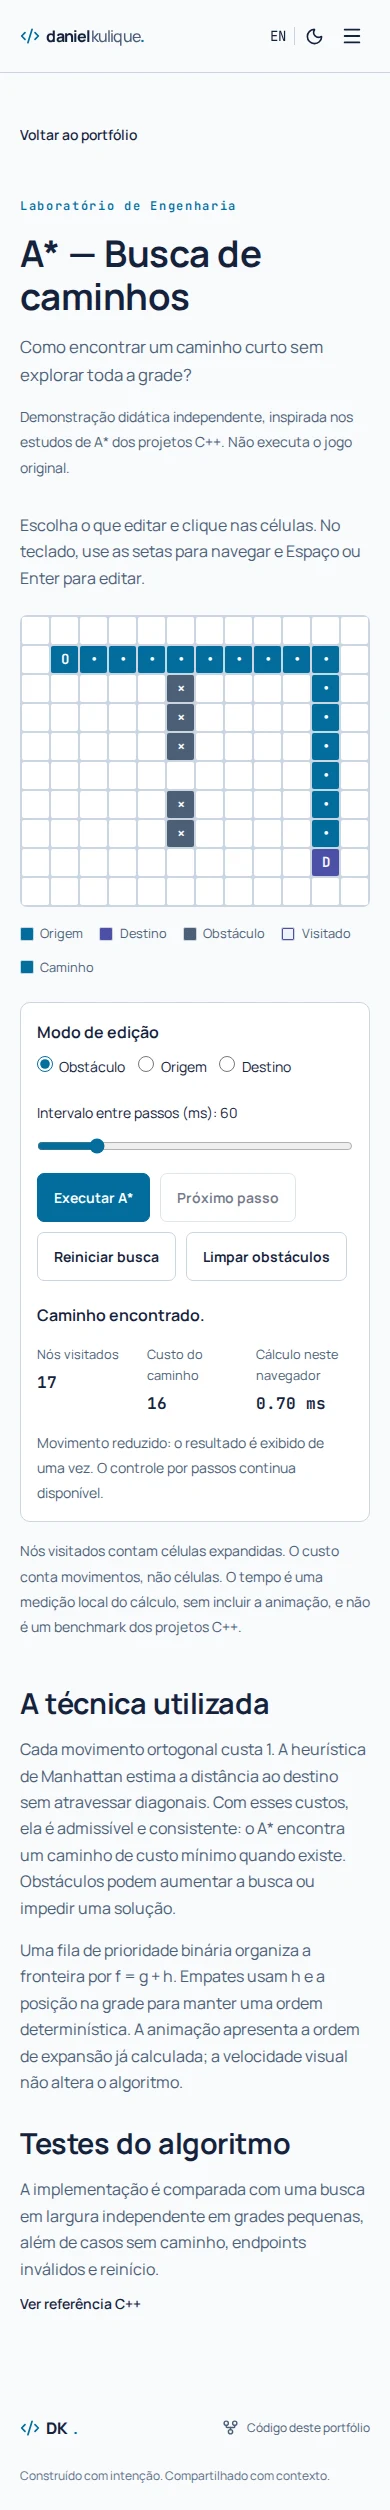 </> danielkulique. EN
Voltar ao portfólio
Laboratório de Engenharia
A* — Busca de
caminhos
Como encontrar um caminho curto sem
explorar toda a grade?
Demonstração didática independente, inspirada nos
estudos de A* dos projetos C++. Não executa o jogo
original.
Escolha o que editar e clique nas células. No
teclado, use as setas para navegar e Espaço ou
Enter para editar.
O • • • • • • • • •
× •
× •
× •
•
× •
× •
D
Origem Destino Obstáculo Visitado
Caminho
Modo de edição
Obstáculo Origem Destino
Intervalo entre passos (ms): 60
Executar A* Próximo passo
Reiniciar busca Limpar obstáculos
Caminho encontrado.
Nós visitados Custo do Cálculo neste
caminho navegador
17 16 0.70 ms
Movimento reduzido: o resultado é exibido de
uma vez. O controle por passos continua
disponível.
Nós visitados contam células expandidas. O custo
conta movimentos, não células. O tempo é uma
medição local do cálculo, sem incluir a animação, e não
é um benchmark dos projetos C++.
A técnica utilizada
Cada movimento ortogonal custa 1. A heurística
de Manhattan estima a distância ao destino
sem atravessar diagonais. Com esses custos,
ela é admissível e consistente: o A* encontra
um caminho de custo mínimo quando existe.
Obstáculos podem aumentar a busca ou
impedir uma solução.
Uma fila de prioridade binária organiza a
fronteira por f = g + h. Empates usam h e a
posição na grade para manter uma ordem
determinística. A animação apresenta a ordem
de expansão já calculada; a velocidade visual
não altera o algoritmo.
Testes do algoritmo
A implementação é comparada com uma busca
em largura independente em grades pequenas,
além de casos sem caminho, endpoints
inválidos e reinício.
Ver referência C++
</> DK . Código deste portfólio
Construído com intenção. Compartilhado com contexto.